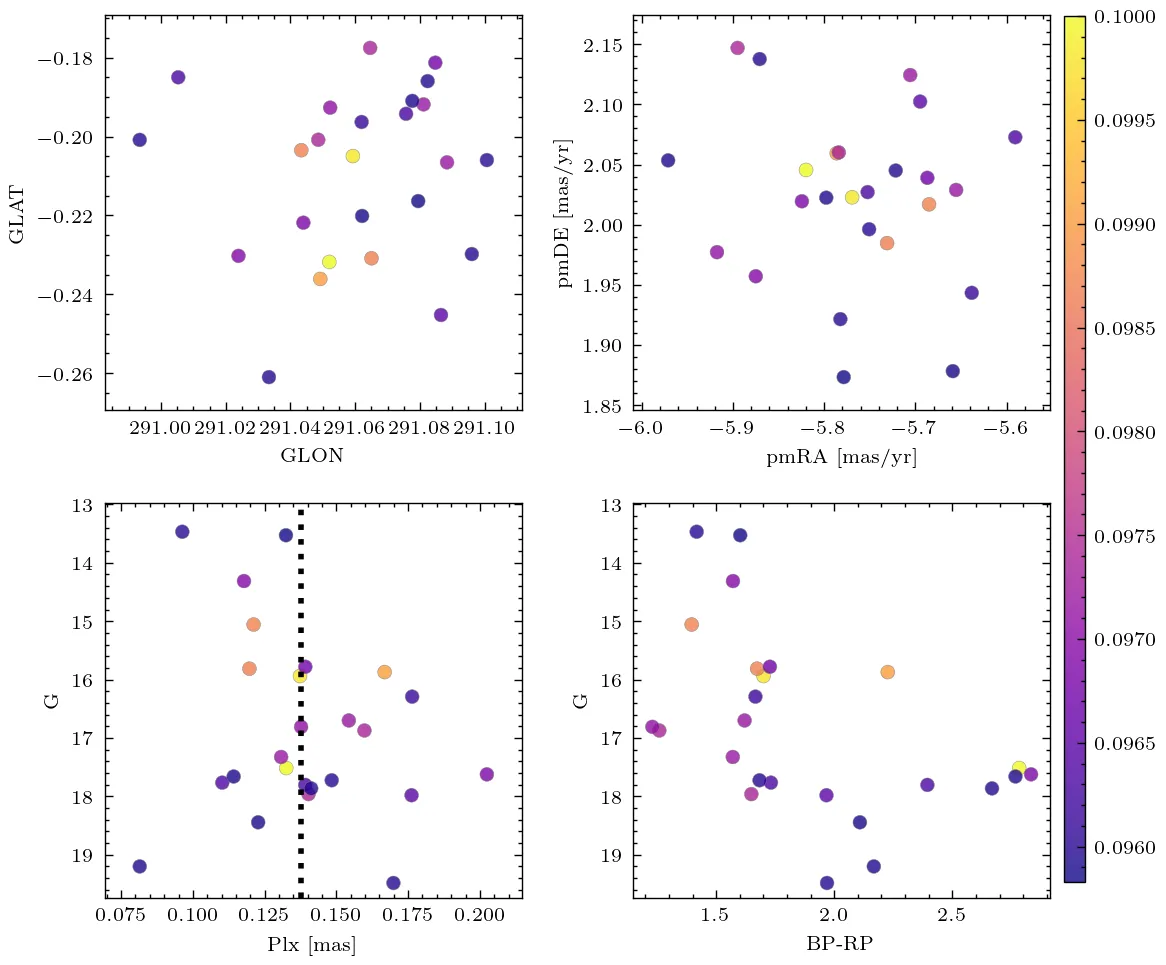 −0.18
−0.20
−0.22
−0.24
−0.26
GLAT
291.00 291.02 291.04 291.06 291.08 291.10
GLON
2.15
2.10
2.05
2.00
1.95
1.90
1.85
pmDE [mas/yr]
−6.0 −5.9 −5.8 −5.7 −5.6
pmRA [mas/yr]
0.1000
0.0995
0.0990
0.0985
0.0980
0.0975
0.0970
0.0965
0.0960
13
14
15
16
17
18
19
G
0.075 0.100 0.125 0.150 0.175 0.200
Plx [mas]
13
14
15
16
17
18
19
G
1.5 2.0 2.5
BP-RP